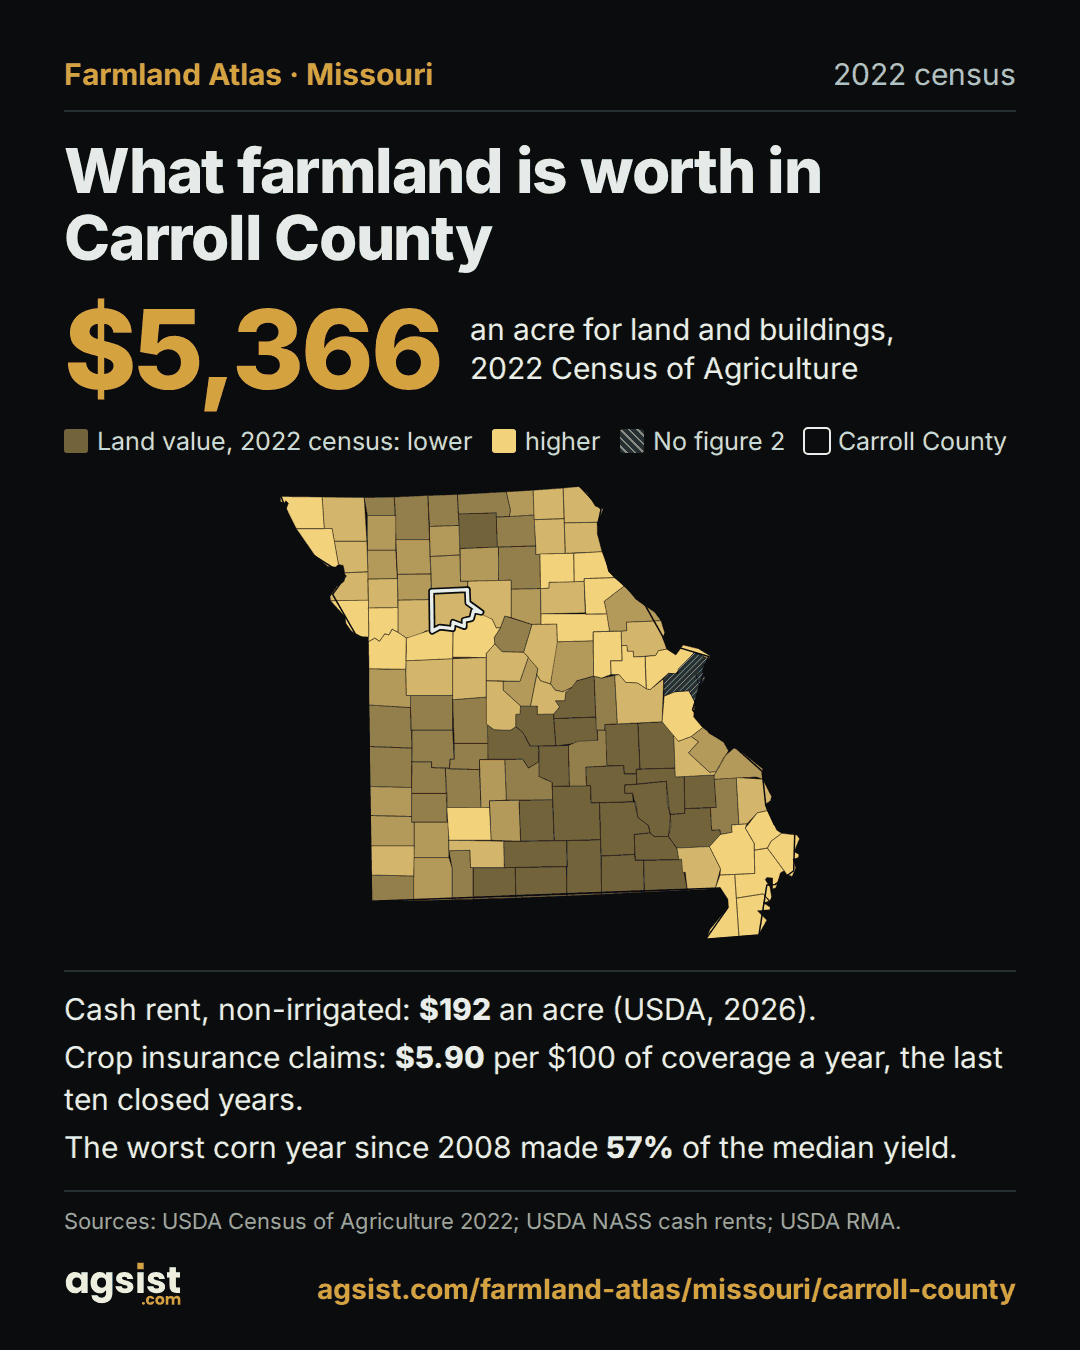 Farmland Atlas · Missouri
2022 census
What farmland is worth in
Carroll County
$5,366
an acre for land and buildings,
2022 Census of Agriculture
Land value, 2022 census: lower
higher
No figure 2
Carroll County
Cash rent, non-irrigated: $192 an acre (USDA, 2026).
Crop insurance claims: $5.90 per $100 of coverage a year, the last
ten closed years.
The worst corn year since 2008 made 57% of the median yield.
Sources: USDA Census of Agriculture 2022; USDA NASS cash rents; USDA RMA.
agsist
.com
agsist.com/farmland-atlas/missouri/carroll-county